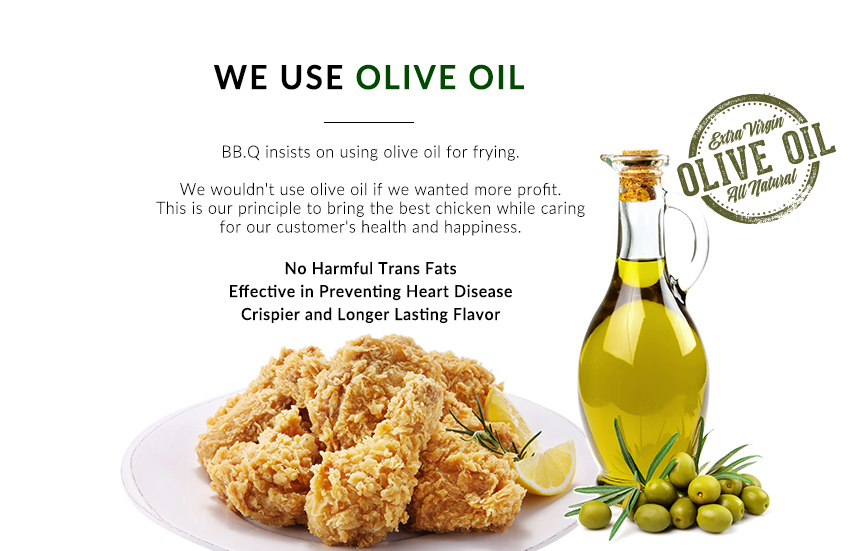 WE USE OLIVE OIL
BB.Q insists on using olive oil for frying.
We wouldn't use olive oil if we wanted more profit.
This is our principle to bring the best chicken while caring
for our customer's health and happiness.
No Harmful Trans Fats
Effective in Preventing Heart Disease
Crispier and Longer Lasting Flavor
Extra Virgin
OLIVE OIL
All Natural